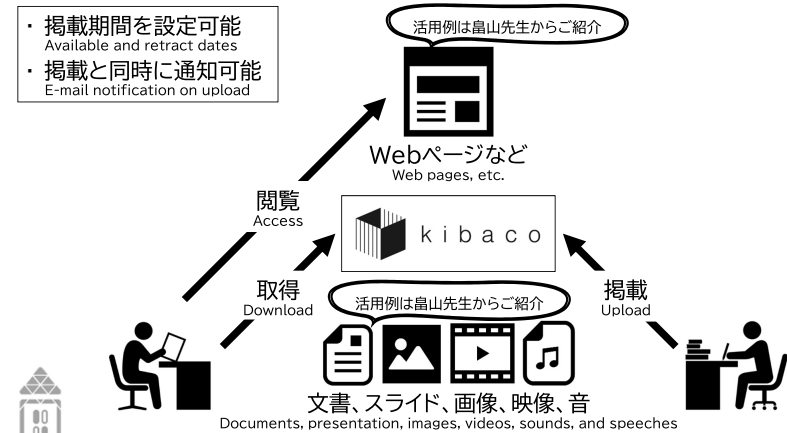 ・ 掲載期間を設定可能
Available and retract dates
・ 掲載と同時に通知可能
E-mail notification on upload
活用例は畠山先生からご紹介
Webページなど
Web pages, etc.
閲覧
Access
kibaco
取得
Download
掲載
Upload
活用例は畠山先生からご紹介
文書、スライド、画像、映像、音
Documents, presentation, images, videos, sounds, and speeches